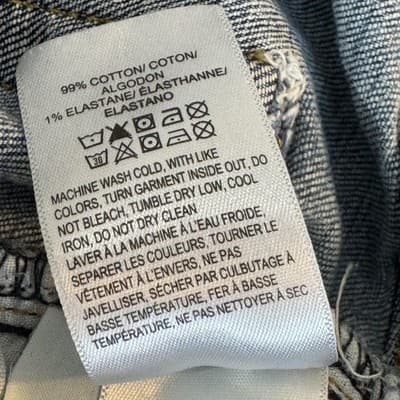 99% COTTON/ COTON/
ALGODON
1% ELASTANE/ ÉLASTHANNE/
ELASTANO
30
MACHINE WASH COLD, WITH LIKE
COLORS, TURN GARMENT INSIDE OUT, DO
NOT BLEACH, TUMBLE DRY LOW, COOL
IRON, DO NOT DRY CLEAN
LAVER À LA MACHINE À L'EAU FROIDE,
SEPARER LES COULEURS, TOURNER LE
VÊTEMENT À L'ENVERS, NE PAS
JAVELLISER, SÉCHER PAR CULBUTAGE À
BASSE TEMPÉRATURE, FER À BASSE
TEMPÉRATURE, NE PAS NETTOYER À SEC